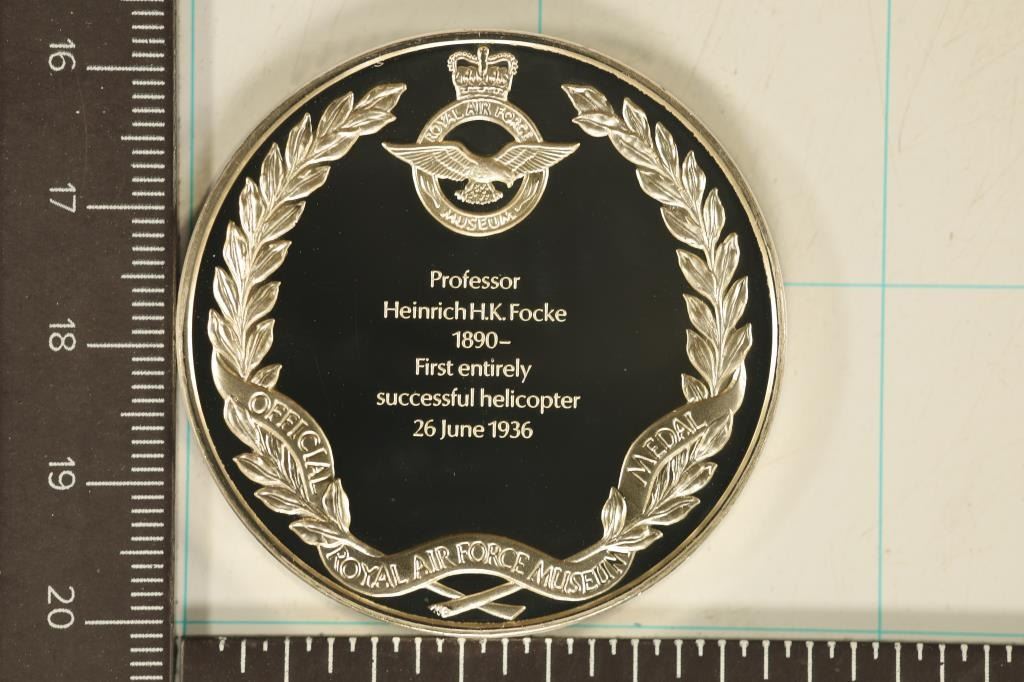 ROYAL AIR FORCE
MUSEUM
Professor
Heinrich H.K. Focke
1890–
First entirely
successful helicopter
26 June 1936
OFFICIAL
MEDAL
ROYAL AIR FORCE MUSEUM
16
17
18
19
20